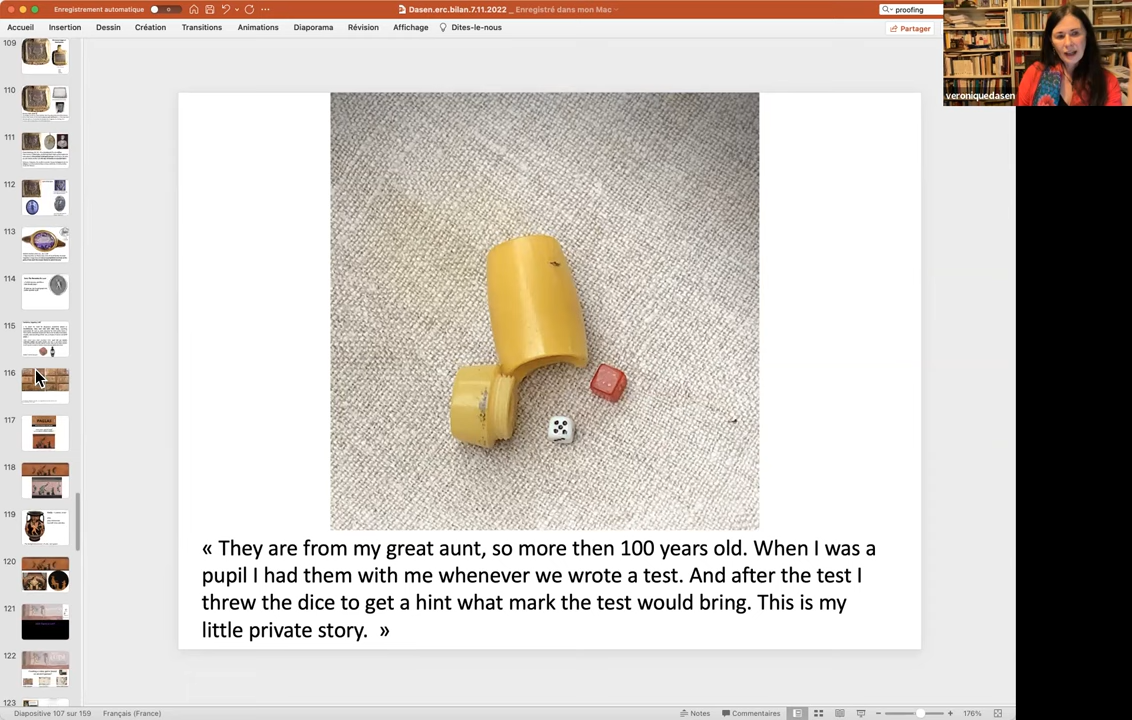 Enregistrement automatique
Dasen.erc.bilan.7.11.2022 _ Enregistré dans mon Mac
proofing
Accueil Insertion Dessin Création Transitions Animations Diaporama Révision Affichage Dites-le-nous
Partager
veroniquedasen
109
110
111
112
113
114
115
116
117
118
119
120
121
122
123
« They are from my great aunt, so more then 100 years old. When I was a
pupil I had them with me whenever we wrote a test. And after the test I
threw the dice to get a hint what mark the test would bring. This is my
little private story. »
Diapositive 107 sur 159 Français (France) Notes Commentaires 176%